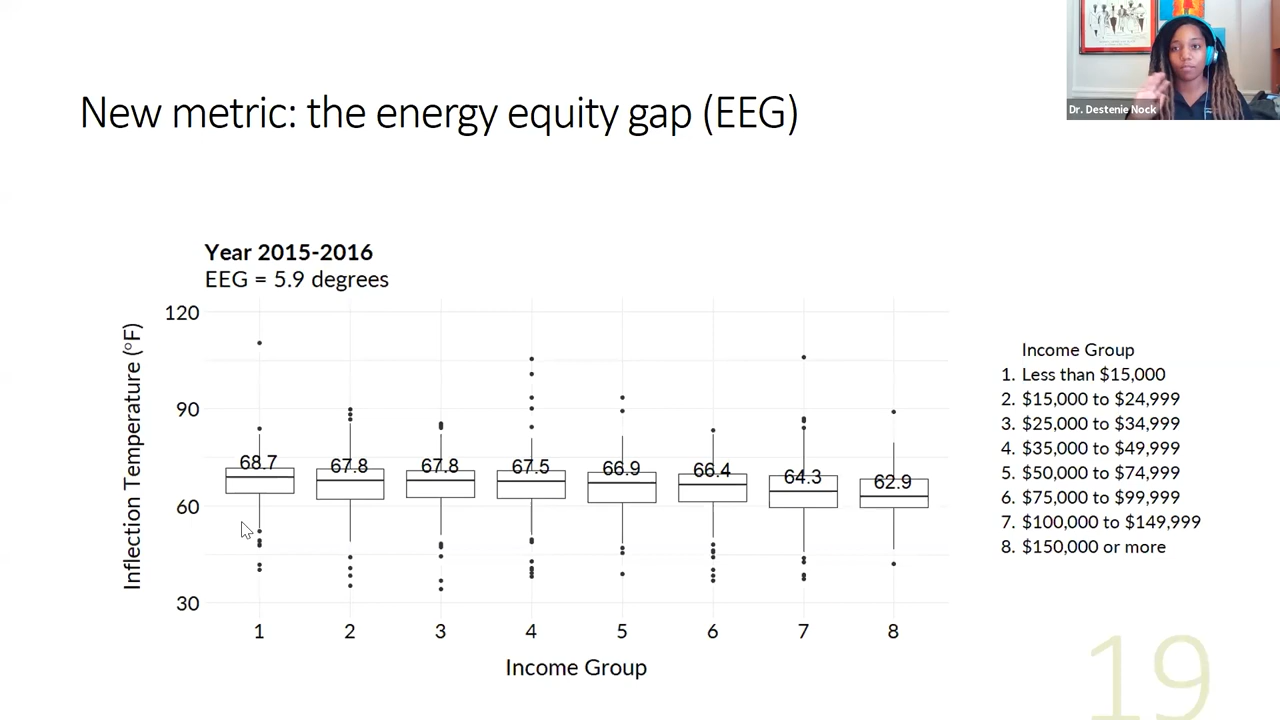 Dr. Destenie Nock
New metric: the energy equity gap (EEG)
Year 2015-2016
EEG = 5.9 degrees
Inflection Temperature (°F)
120
90
60
30
68.7
67.8
67.8
67.5
66.9
66.4
64.3
62.9
1 2 3 4 5 6 7 8
Income Group
Income Group
1. Less than $15,000
2. $15,000 to $24,999
3. $25,000 to $34,999
4. $35,000 to $49,999
5. $50,000 to $74,999
6. $75,000 to $99,999
7. $100,000 to $149,999
8. $150,000 or more
19